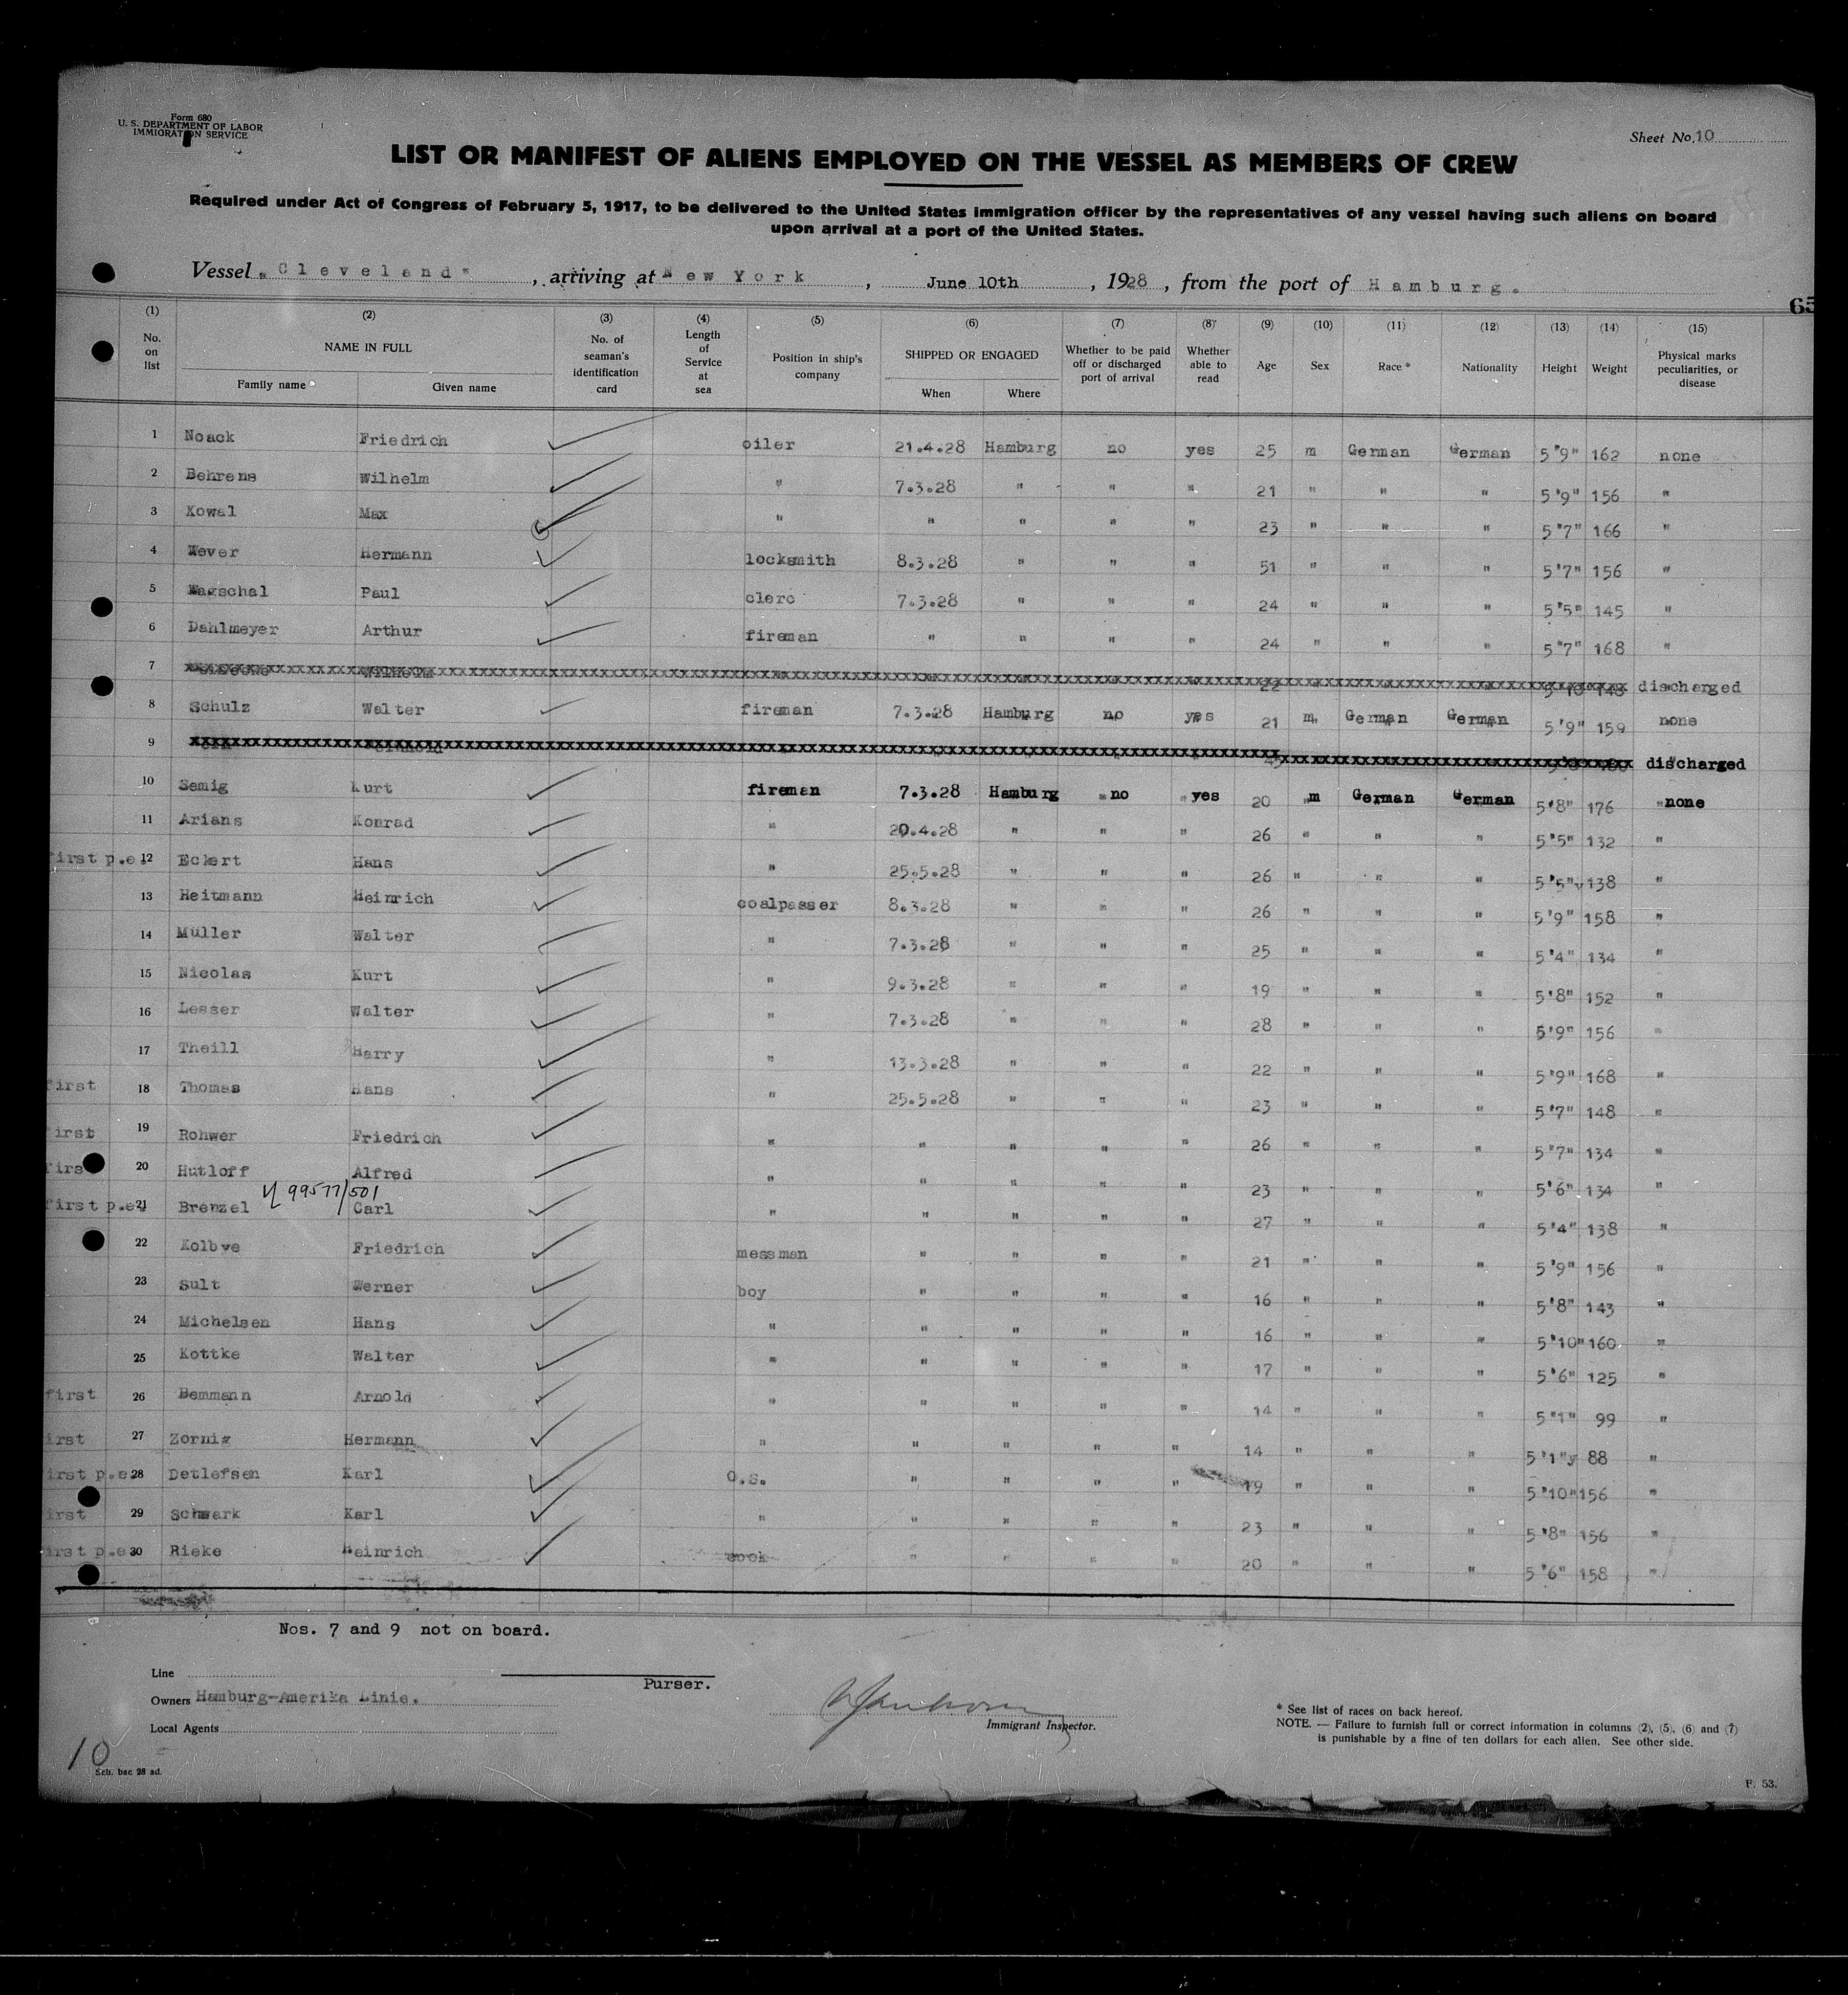 Form 680
U. S. DEPARTMENT OF LABOR
IMMIGRATION SERVICE
Sheet No. 10
LIST OR MANIFEST OF ALIENS EMPLOYED ON THE VESSEL AS MEMBERS OF CREW
Required under Act of Congress of February 5, 1917, to be delivered to the United States immigration officer by the representatives of any vessel having such aliens on board
upon arrival at a port of the United States.
Vessel "Cleveland", arriving at New York, June 10th, 1928, from the port of Hamburg.
65
(1) No. on list (2) NAME IN FULL Family name Given name (3) No. of seaman's identification card (4) Length of Service at sea (5) Position in ship's company (6) SHIPPED OR ENGAGED When Where (7) Whether to be paid off or discharged port of arrival (8) Whether able to read (9) Age (10) Sex (11) Race * (12) Nationality (13) Height (14) Weight (15) Physical marks peculiarities, or disease
1 Noack Friedrich oiler 21.4.28 Hamburg no yes 25 m German German 5'9" 162 none
2 Behrens Wilhelm " 7.3.28 " " " 21 " " " 5'9" 156 "
3 Kowal Max " " " " " 23 " " " 5'7" 166 "
4 Wever Hermann locksmith 8.3.28 " " " 51 " " " 5'7" 156 "
5 Wagschal Paul clerc 7.3.28 " " " 24 " " " 5'5" 145 "
6 Dahlmeyer Arthur fireman " " " " 24 " " " 5'7" 168 "
7 Wilhelm 22 discharged
8 Schulz Walter fireman 7.3.28 Hamburg no yes 21 m German German 5'9" 159 none
9 discharged
10 Semig Kurt fireman 7.3.28 Hamburg no yes 20 m German German 5'8" 176 none
11 Arians Konrad " 20.4.28 " " " 26 " " " 5'5" 132 "
first p.e. 12 Eckert Hans " 25.5.28 " " " 26 " " " 5'5" 138 "
13 Heitmann Heinrich coalpasser 8.3.28 " " " 26 " " " 5'9" 158 "
14 Müller Walter " 7.3.28 " " " 25 " " " 5'4" 134 "
15 Nicolas Kurt " 9.3.28 " " " 19 " " " 5'8" 152 "
16 Lesser Walter " 7.3.28 " " " 28 " " " 5'9" 156 "
17 Theill Harry " 13.3.28 " " " 22 " " " 5'9" 168 "
first 18 Thomas Hans " 25.5.28 " " " 23 " " " 5'7" 148 "
first 19 Rohwer Friedrich " " " " " 26 " " " 5'7" 134 "
first 20 Hutloff Alfred " " " " " 23 " " " 5'6" 134 "
99577/501
first p.e. 21 Brenzel Carl " " " " " 27 " " " 5'4" 138 "
22 Kolbye Friedrich messman " " " " 21 " " " 5'9" 156 "
23 Sult Werner boy " " " " 16 " " " 5'8" 143 "
24 Michelsen Hans " " " " " 16 " " " 5'10" 160 "
25 Kottke Walter " " " " " 17 " " " 5'6" 125 "
first 26 Bemmann Arnold " " " " " 14 " " " 5'1" 99 "
first 27 Zornig Hermann " " " " " 14 " " " 5'1" 88 "
first p.e. 28 Detlefsen Karl O.S. " " " " 19 " " " 5'10" 156 "
first 29 Schwark Karl " " " " " 23 " " " 5'8" 156 "
first p.e. 30 Rieke Heinrich cook " " " " 20 " " " 5'6" 158 "
Nos. 7 and 9 not on board.
Line
Purser.
Owners Hamburg-Amerika Linie.
Immigrant Inspector.
Local Agents
* See list of races on back hereof.
NOTE. — Failure to furnish full or correct information in columns (2), (5), (6) and (7)
is punishable by a fine of ten dollars for each alien. See other side.
10
Sch. bac 28 ad.
F. 53.